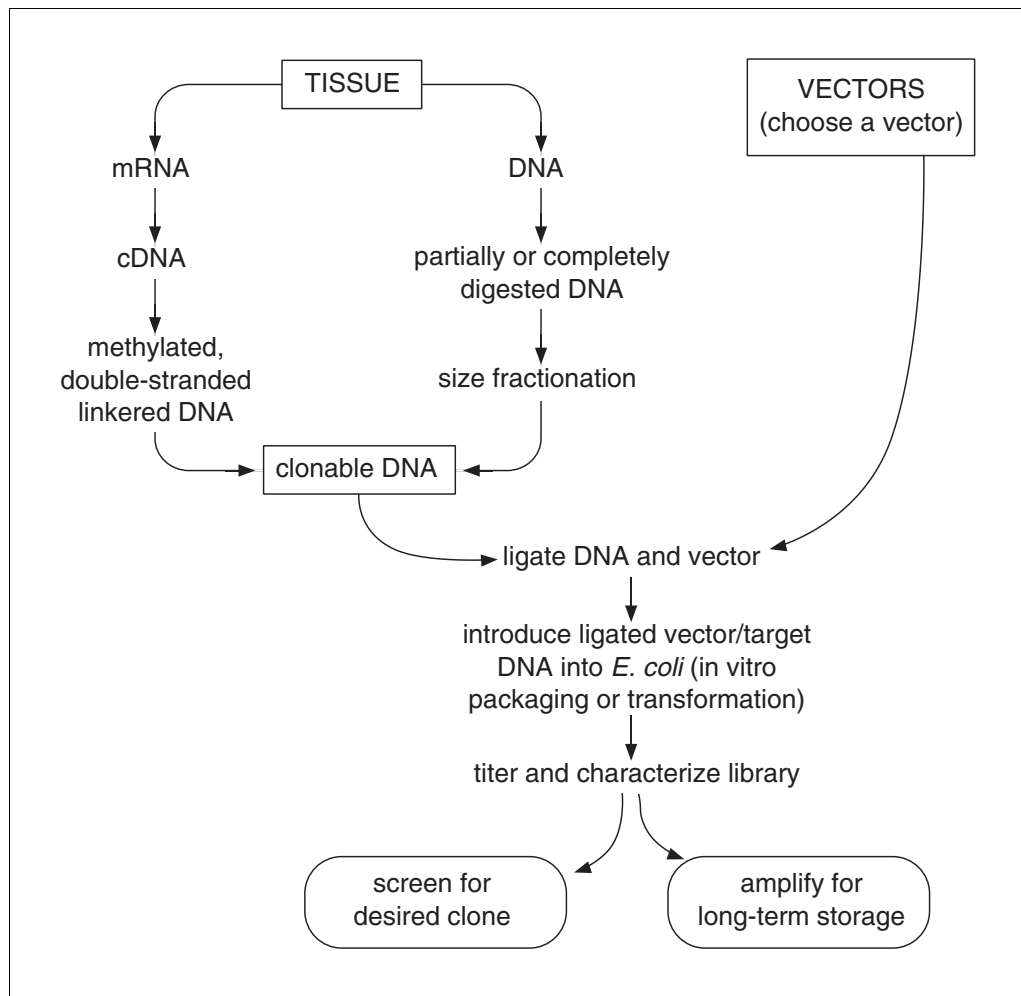 TISSUE
VECTORS
(choose a vector)
mRNA
DNA
cDNA
partially or completely
digested DNA
methylated,
double-stranded
linkered DNA
size fractionation
clonable DNA
ligate DNA and vector
introduce ligated vector/target
DNA into E. coli (in vitro
packaging or transformation)
titer and characterize library
screen for
desired clone
amplify for
long-term storage